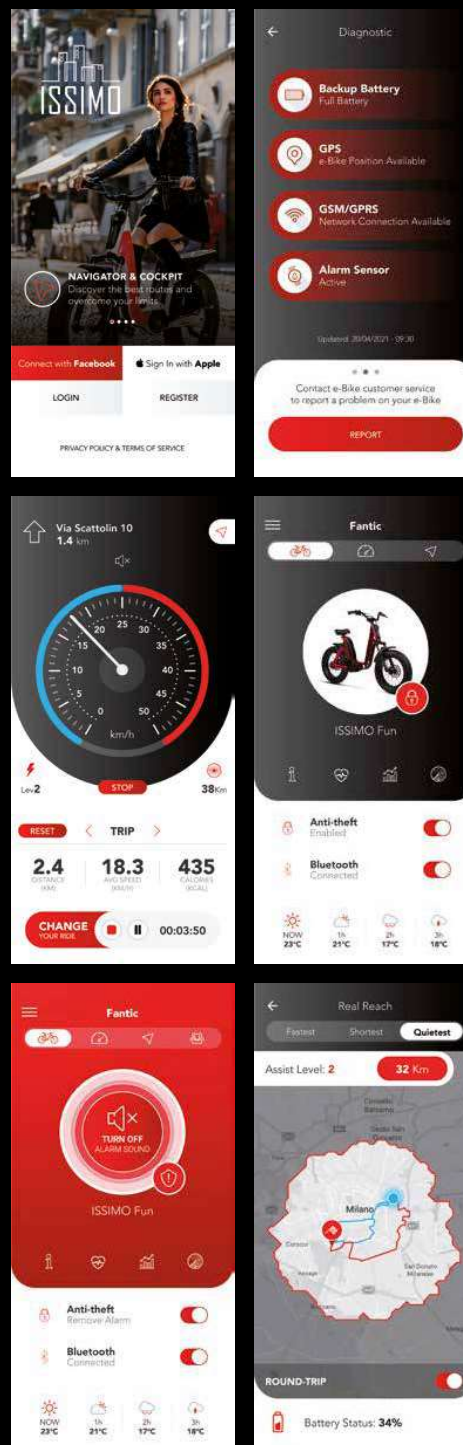 ISSIMO
NAVIGATOR & COCKPIT
Discover the best routes and
overcome your limits.
Connect with Facebook
Sign In with Apple
LOGIN
REGISTER
PRIVACY POLICY & TERMS OF SERVICE
Diagnostic
Backup Battery
Full Battery
GPS
e-Bike Position Available
GSM/GPRS
Network Connection Available
Alarm Sensor
Active
Updated: 20/04/2021 - 09:30
Contact e-Bike customer service
to report a problem on your e-Bike
REPORT
Via Scattolin 10
1.4 km
0
5
10
15
20
25
30
35
40
45
50
km/h
Lev2
STOP
38Km
RESET
TRIP
2.4
DISTANCE
(KM)
18.3
AVG SPEED
(KM/H)
435
CALORIES
(KCAL)
CHANGE
YOUR RIDE
00:03:50
Fantic
ISSIMO Fun
Anti-theft
Enabled
Bluetooth
Connected
NOW 1h 2h 3h
23°C 21°C 17°C 18°C
Fantic
TURN OFF
ALARM SOUND
ISSIMO Fun
Anti-theft
Remove Alarm
Bluetooth
Connected
NOW 1h 2h 3h
23°C 21°C 17°C 18°C
Real Reach
Fastest
Shortest
Quietest
Assist Level: 2
32 Km
Milano
San Donato
Milanese
ROUND-TRIP
Battery Status: 34%